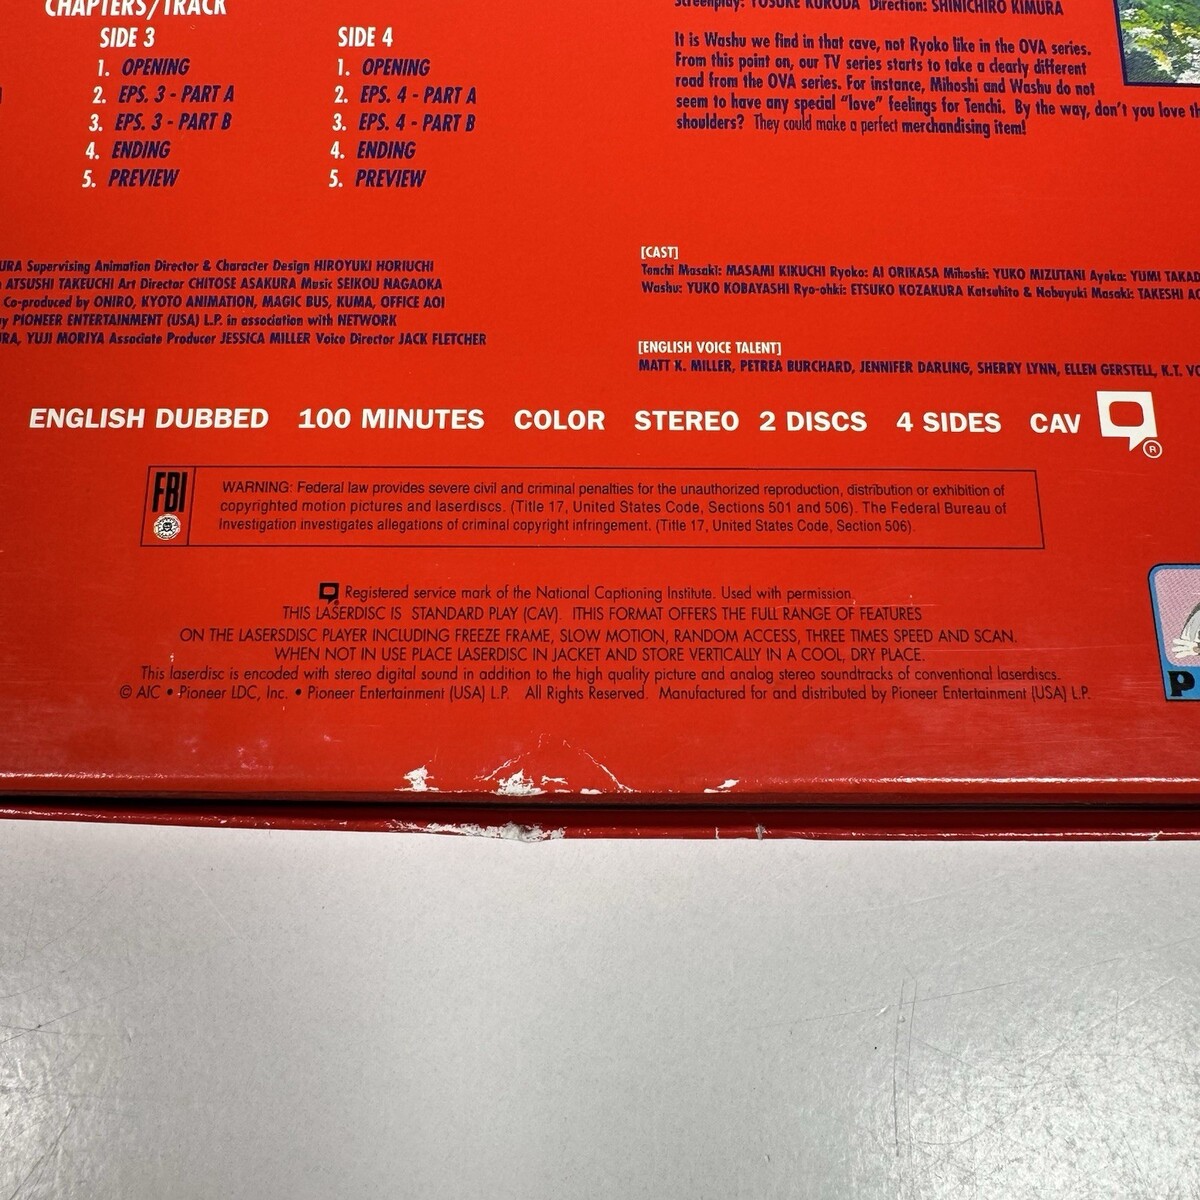 CHAPTERS/TRACK
SIDE 3
1. OPENING
2. EPS. 3 - PART A
3. EPS. 3 - PART B
4. ENDING
5. PREVIEW
SIDE 4
1. OPENING
2. EPS. 4 - PART A
3. EPS. 4 - PART B
4. ENDING
5. PREVIEW
Screenplay: YOSUKE KURODA Direction: SHINICHIRO KIMURA
It is Washu we find in that cave, not Ryoko like in the OVA series.
From this point on, our TV series starts to take a clearly different
road from the OVA series. For instance, Mihoshi and Washu do not
seem to have any special "love" feelings for Tenchi. By the way, don't you love
shoulders? They could make a perfect merchandising item!
Supervising Animation Director & Character Design HIROYUKI HORIUCHI
ATSUSHI TAKEUCHI Art Director CHITOSE ASAKURA Music SEIKOU NAGAOKA
Co-produced by ONIRO, KYOTO ANIMATION, MAGIC BUS, KUMA, OFFICE AOI
PIONEER ENTERTAINMENT (USA) L.P. in association with NETWORK
YUJI MORIYA Associate Producer JESSICA MILLER Voice Director JACK FLETCHER
[CAST]
Tenchi Masaki: MASAMI KIKUCHI Ryoko: AI ORIKASA Mihoshi: YUKO MIZUTANI Ayeka: YUMI
Washu: YUKO KOBAYASHI Ryo-ohki: ETSUKO KOZAKURA Katsuhito & Nobuyuki Masaki: TAKESHI
[ENGLISH VOICE TALENT]
MATT K. MILLER, PETREA BURCHARD, JENNIFER DARLING, SHERRY LYNN, ELLEN GERSTELL, K.T.
ENGLISH DUBBED 100 MINUTES COLOR STEREO 2 DISCS 4 SIDES CAV ®
FBI
WARNING: Federal law provides severe civil and criminal penalties for the unauthorized reproduction, distribution or exhibition of
copyrighted motion pictures and laserdiscs. (Title 17, United States Code, Sections 501 and 506). The Federal Bureau of
Investigation investigates allegations of criminal copyright infringement. (Title 17, United States Code, Section 506).
Registered service mark of the National Captioning Institute. Used with permission.
THIS LASERDISC IS STANDARD PLAY (CAV). ITHIS FORMAT OFFERS THE FULL RANGE OF FEATURES
ON THE LASERSDISC PLAYER INCLUDING FREEZE FRAME, SLOW MOTION, RANDOM ACCESS, THREE TIMES SPEED AND SCAN.
WHEN NOT IN USE PLACE LASERDISC IN JACKET AND STORE VERTICALLY IN A COOL, DRY PLACE.
This laserdisc is encoded with stereo digital sound in addition to the high quality picture and analog stereo soundtracks of conventional laserdiscs.
© AIC • Pioneer LDC, Inc. • Pioneer Entertainment (USA) L.P. All Rights Reserved. Manufactured for and distributed by Pioneer Entertainment (USA) L.P.
P